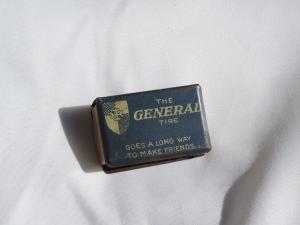 THE
GENERAL
TIRE
GOES A LONG WAY
TO MAKE FRIENDS